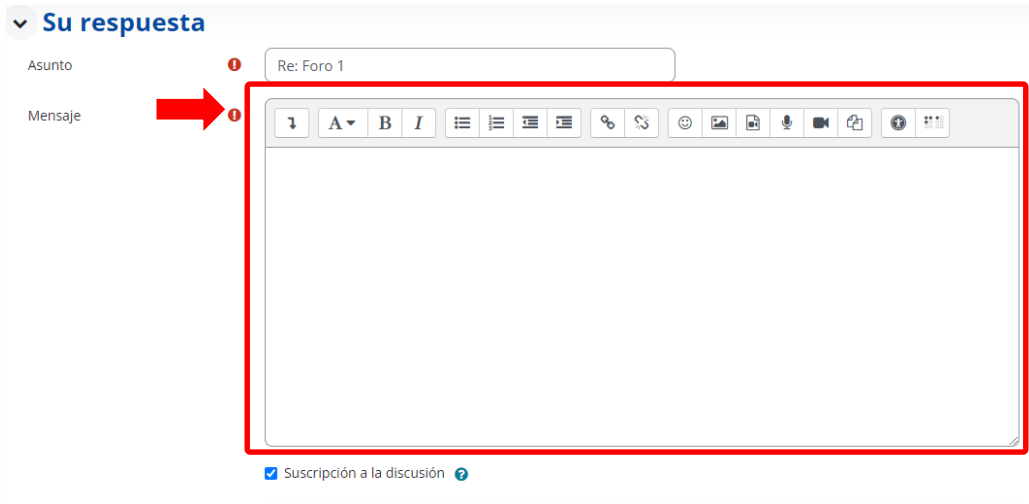 Su respuesta
Asunto
Re: Foro 1
Mensaje
A B I
Suscripción a la discusión